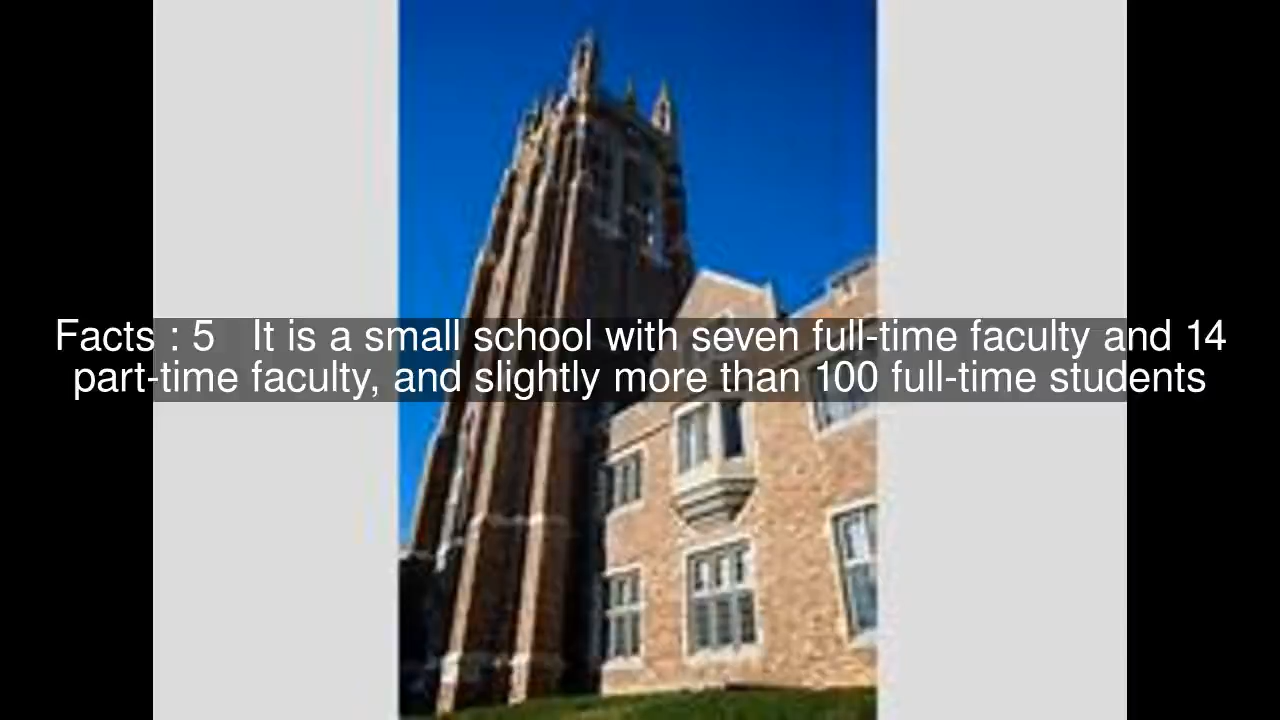 Facts : 5 It is a small school with seven full-time faculty and 14
part-time faculty, and slightly more than 100 full-time students